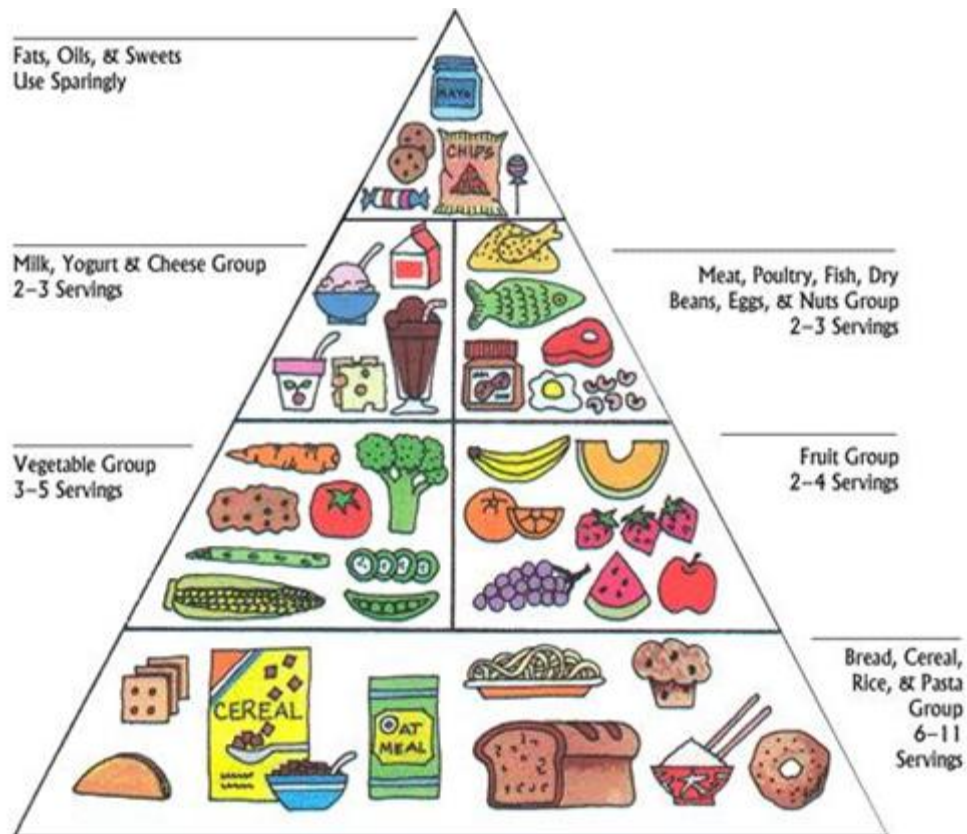 Fats, Oils, & Sweets
Use Sparingly
MAYO
CHIPS
Milk, Yogurt & Cheese Group
2–3 Servings
Meat, Poultry, Fish, Dry
Beans, Eggs, & Nuts Group
2–3 Servings
Vegetable Group
3–5 Servings
Fruit Group
2–4 Servings
Bread, Cereal,
Rice, & Pasta
Group
6–11
Servings
CEREAL
OAT
MEAL